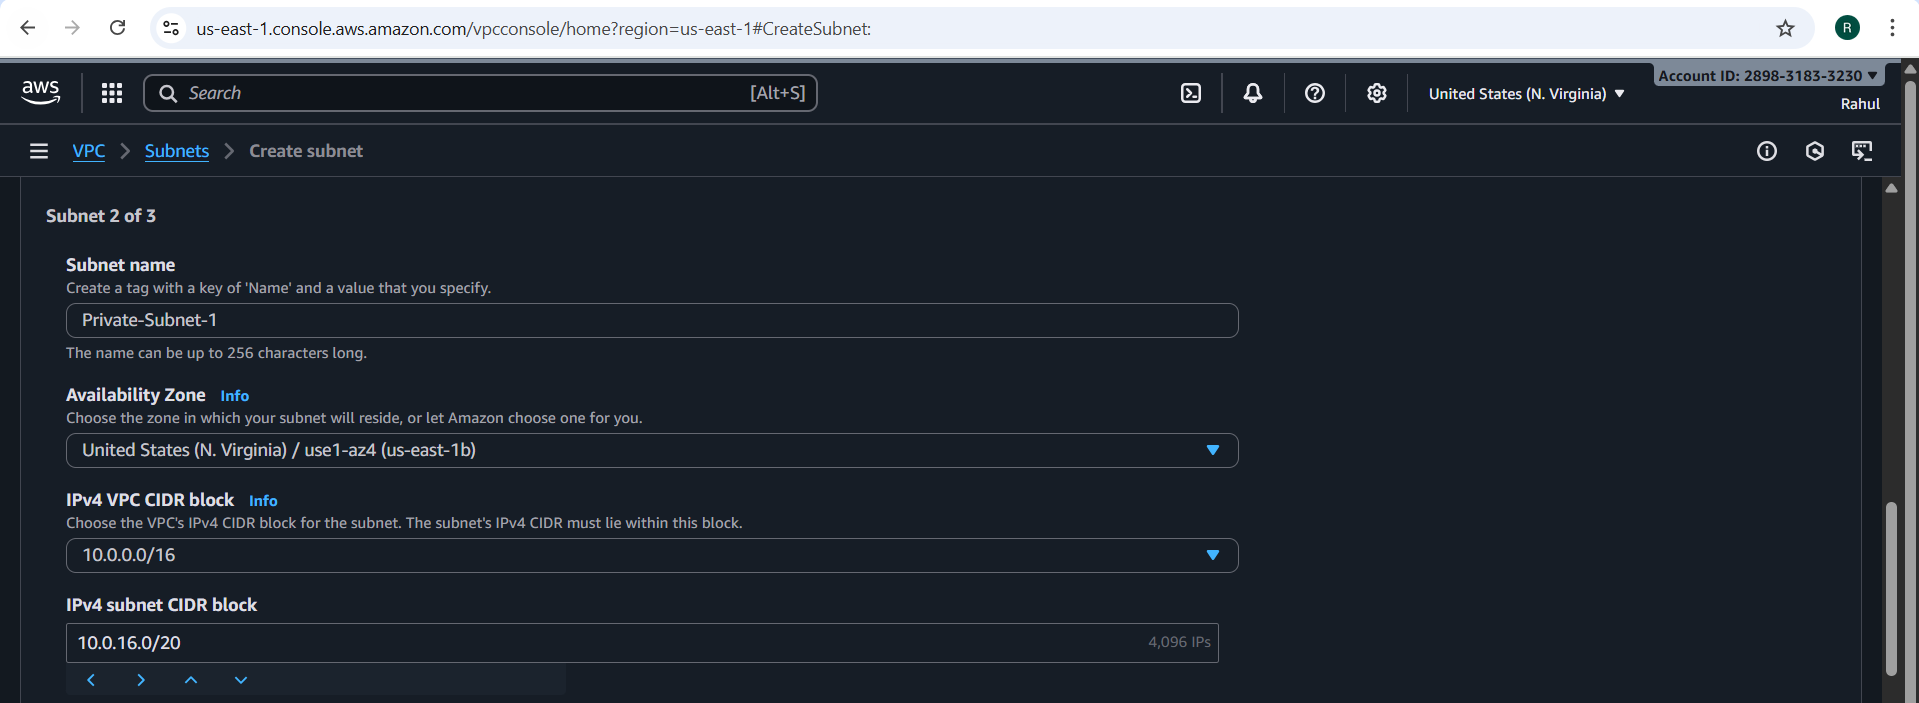 us-east-1.console.aws.amazon.com/vpcconsole/home?region=us-east-1#CreateSubnet:
R
aws
Search
[Alt+S]
United States (N. Virginia)
Account ID: 2898-3183-3230
Rahul
VPC
Subnets
Create subnet
Subnet 2 of 3
Subnet name
Create a tag with a key of 'Name' and a value that you specify.
Private-Subnet-1
The name can be up to 256 characters long.
Availability Zone Info
Choose the zone in which your subnet will reside, or let Amazon choose one for you.
United States (N. Virginia) / use1-az4 (us-east-1b)
IPv4 VPC CIDR block Info
Choose the VPC's IPv4 CIDR block for the subnet. The subnet's IPv4 CIDR must lie within this block.
10.0.0.0/16
IPv4 subnet CIDR block
10.0.16.0/20
4,096 IPs